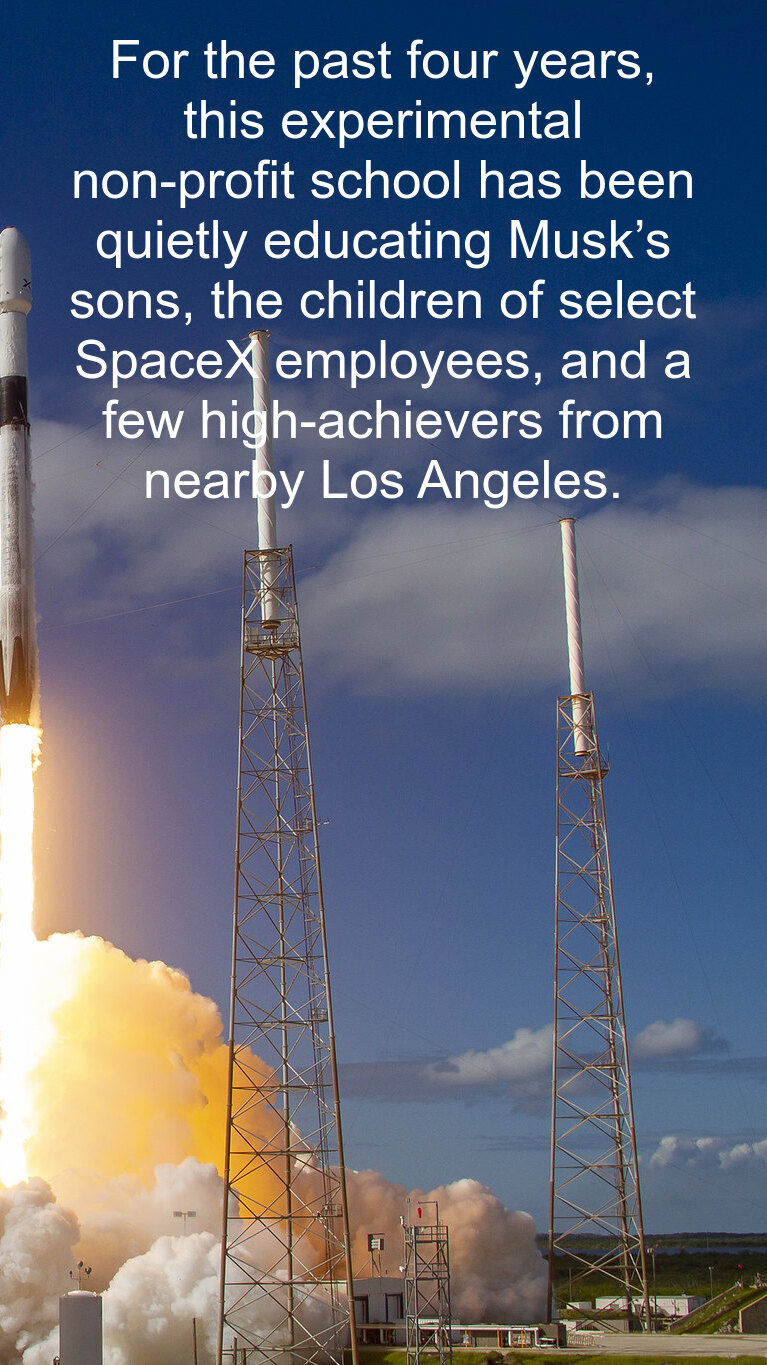 For the past four years,
this experimental
non-profit school has been
quietly educating Musk’s
sons, the children of select
SpaceX employees, and a
few high-achievers from
nearby Los Angeles.